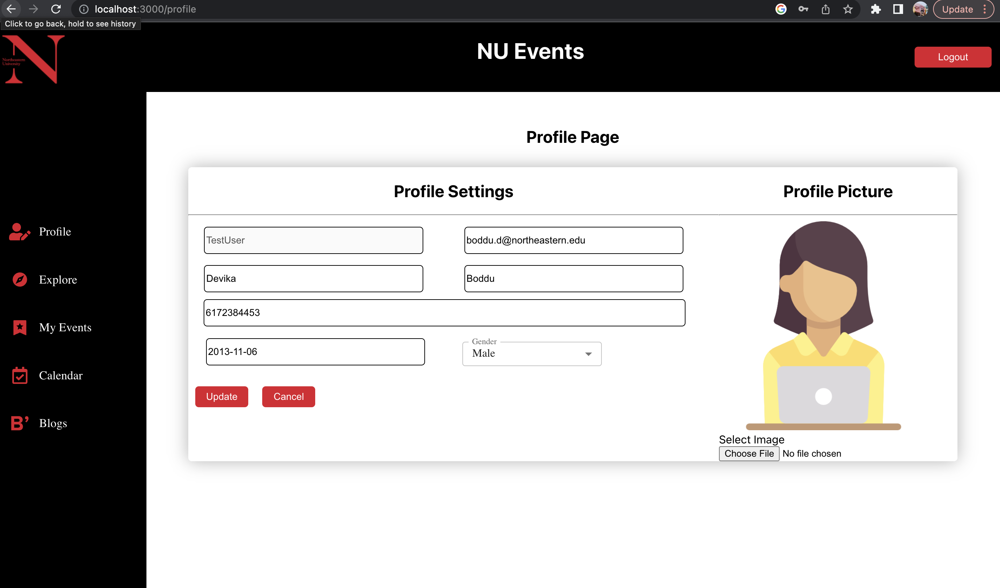 localhost:3000/profile
Update
Click to go back, hold to see history
Northeastern
University
NU Events
Logout
Profile Page
Profile Settings
Profile Picture
TestUser
boddu.d@northeastern.edu
Devika
Boddu
6172384453
2013-11-06
Gender
Male
Update
Cancel
Profile
Explore
My Events
Calendar
B’ Blogs
Select Image
Choose File No file chosen